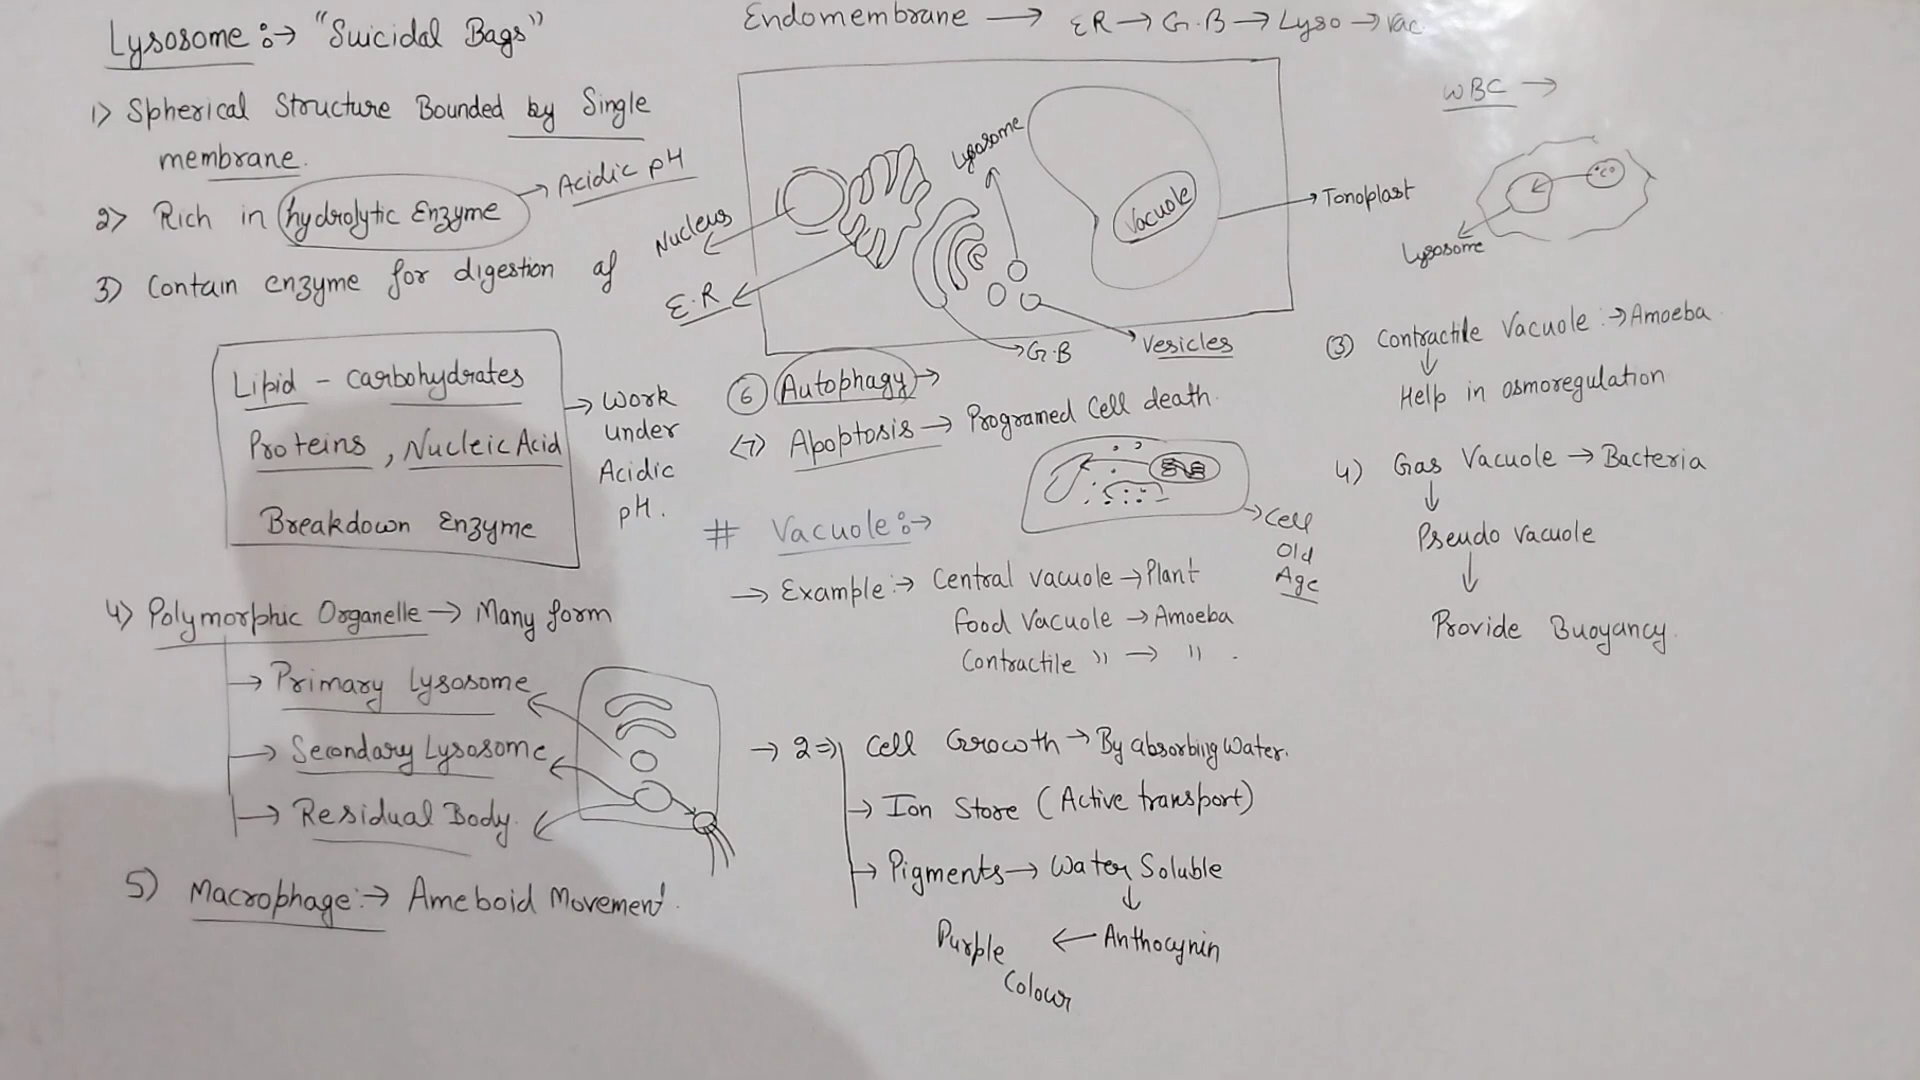 Lysosome :→ "Suicidal Bags"
1) Spherical Structure Bounded by Single
membrane.
2) Rich in hydrolytic Enzyme → Acidic pH
3) Contain enzyme for digestion of
Lipid - Carbohydrates
Proteins , Nucleic Acid
Breakdown Enzyme
→ Work
under
Acidic
pH.
4) Polymorphic Organelle → Many form
→ Primary Lysosome
→ Secondary Lysosome
→ Residual Body.
5) Macrophage :→ Ameboid Movement.
Endomembrane → ER → G.B → Lyso → Vac
Nucleus
E.R
Lysosome
Vacuole
Tonoplast
G.B
Vesicles
6 Autophagy →
(7) Apoptosis → Programed Cell death.
Cell
Old
Age
# Vacuole :→
→ Example :→ Central vacuole → Plant
Food Vacuole → Amoeba
Contractile " → " .
→ 2 ⇒ Cell Growth → By absorbing Water.
→ Ion Store (Active transport)
→ Pigments → Water Soluble
↓
Purple ← Anthocynin
Colour
WBC →
Lysosome
3 Contractile Vacuole :→ Amoeba
↓
Help in osmoregulation
4) Gas Vacuole → Bacteria
↓
Pseudo Vacuole
↓
Provide Buoyancy.